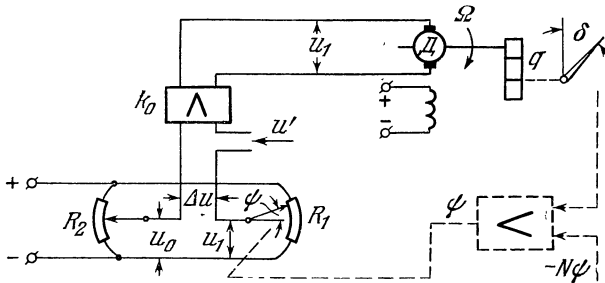 Ω
Д
q
δ
u₁
k₀
Λ
+
−
u'
+
Δu
ψ
R₂
R₁
u₀
u₁
ψ
<
−
~Nψ